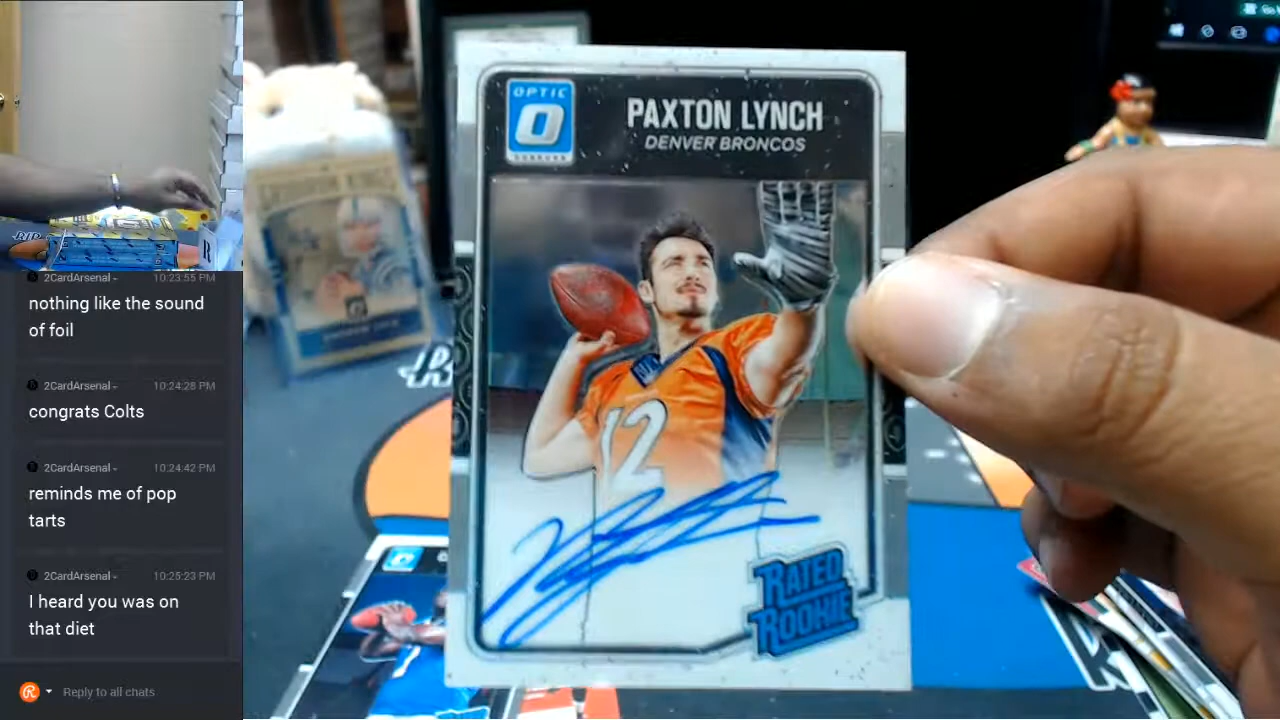 2CardArsenal
10:23:55 PM
nothing like the sound
of foil
2CardArsenal
10:24:28 PM
congrats Colts
2CardArsenal
10:24:42 PM
reminds me of pop
tarts
2CardArsenal
10:25:23 PM
I heard you was on
that diet
Reply to all chats
OPTIC
O
DONRUSS
PAXTON LYNCH
DENVER BRONCOS
12
RATED
ROOKIE